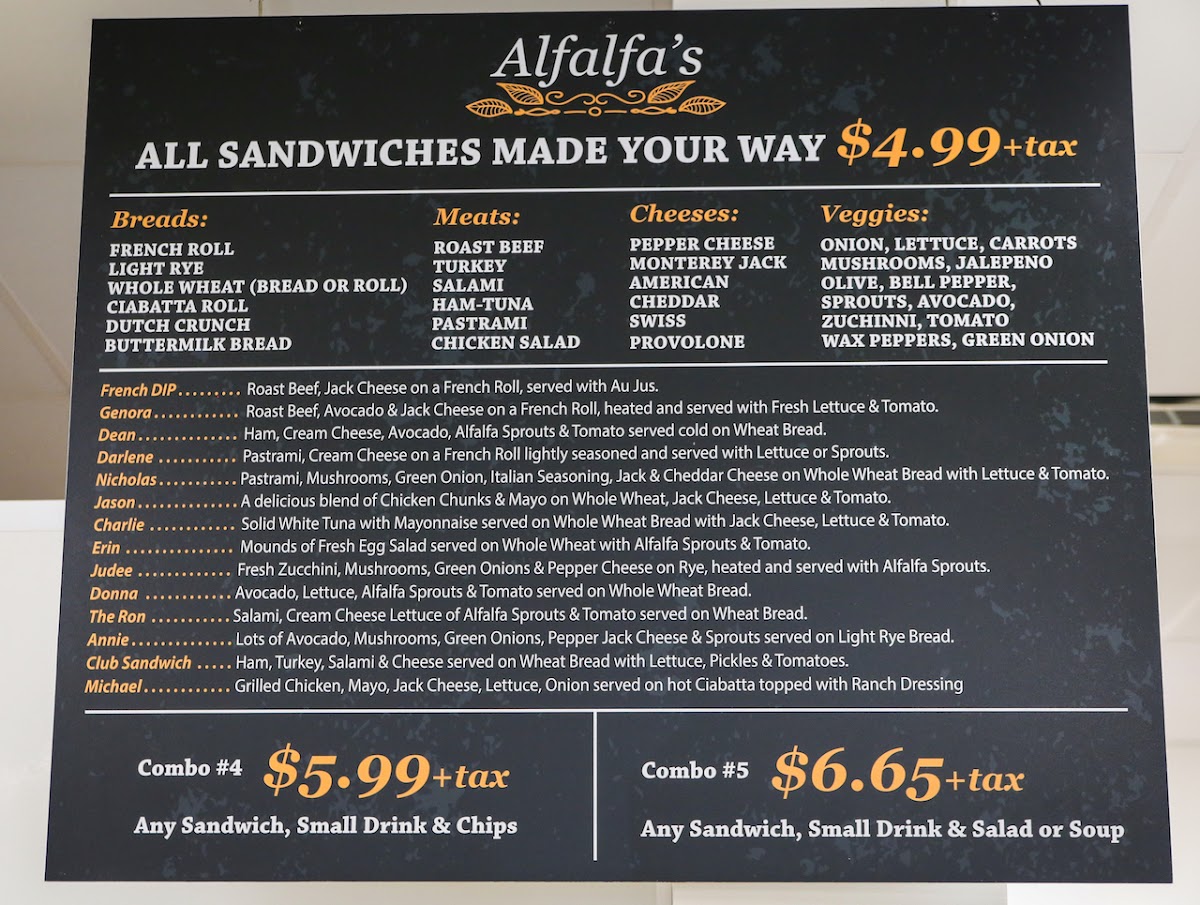 Alfalfa's
ALL SANDWICHES MADE YOUR WAY $4.99+tax
Breads:
FRENCH ROLL
LIGHT RYE
WHOLE WHEAT (BREAD OR ROLL)
CIABATTA ROLL
DUTCH CRUNCH
BUTTERMILK BREAD
Meats:
ROAST BEEF
TURKEY
SALAMI
HAM-TUNA
PASTRAMI
CHICKEN SALAD
Cheeses:
PEPPER CHEESE
MONTEREY JACK
AMERICAN
CHEDDAR
SWISS
PROVOLONE
Veggies:
ONION, LETTUCE, CARROTS
MUSHROOMS, JALEPENO
OLIVE, BELL PEPPER,
SPROUTS, AVOCADO,
ZUCHINNI, TOMATO
WAX PEPPERS, GREEN ONION
French DIP......... Roast Beef, Jack Cheese on a French Roll, served with Au Jus.
Genora............ Roast Beef, Avocado & Jack Cheese on a French Roll, heated and served with Fresh Lettuce & Tomato.
Dean.............. Ham, Cream Cheese, Avocado, Alfalfa Sprouts & Tomato served cold on Wheat Bread.
Darlene ........... Pastrami, Cream Cheese on a French Roll lightly seasoned and served with Lettuce or Sprouts.
Nicholas........... Pastrami, Mushrooms, Green Onion, Italian Seasoning, Jack & Cheddar Cheese on Whole Wheat Bread with Lettuce & Tomato.
Jason............. A delicious blend of Chicken Chunks & Mayo on Whole Wheat, Jack Cheese, Lettuce & Tomato.
Charlie ............ Solid White Tuna with Mayonnaise served on Whole Wheat Bread with Jack Cheese, Lettuce & Tomato.
Erin ............... Mounds of Fresh Egg Salad served on Whole Wheat with Alfalfa Sprouts & Tomato.
Judee ............. Fresh Zucchini, Mushrooms, Green Onions & Pepper Cheese on Rye, heated and served with Alfalfa Sprouts.
Donna ............ Avocado, Lettuce, Alfalfa Sprouts & Tomato served on Whole Wheat Bread.
The Ron ........... Salami, Cream Cheese Lettuce of Alfalfa Sprouts & Tomato served on Wheat Bread.
Annie.............. Lots of Avocado, Mushrooms, Green Onions, Pepper Jack Cheese & Sprouts served on Light Rye Bread.
Club Sandwich ..... Ham, Turkey, Salami & Cheese served on Wheat Bread with Lettuce, Pickles & Tomatoes.
Michael............ Grilled Chicken, Mayo, Jack Cheese, Lettuce, Onion served on hot Ciabatta topped with Ranch Dressing
Combo #4 $5.99+tax
Any Sandwich, Small Drink & Chips
Combo #5 $6.65+tax
Any Sandwich, Small Drink & Salad or Soup